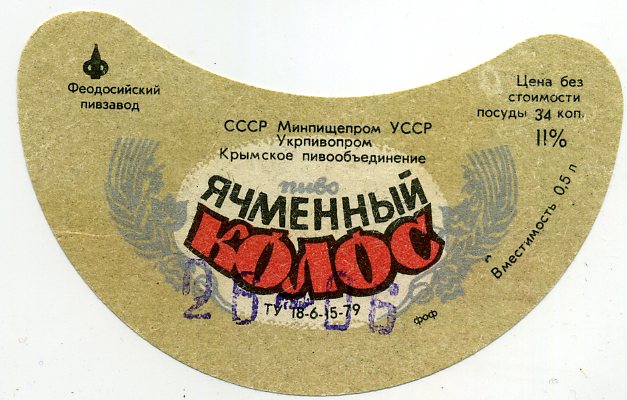 Феодосийский
пивзавод
Цена без
стоимости
посуды 34 коп.
11%
СССР Минпищепром УССР
Укрпивопром
Крымское пивообъединение
пиво
ЯЧМЕННЫЙ
КОЛОС
Вместимость 0,5 л
ТУ 18-6-15-79
фоф